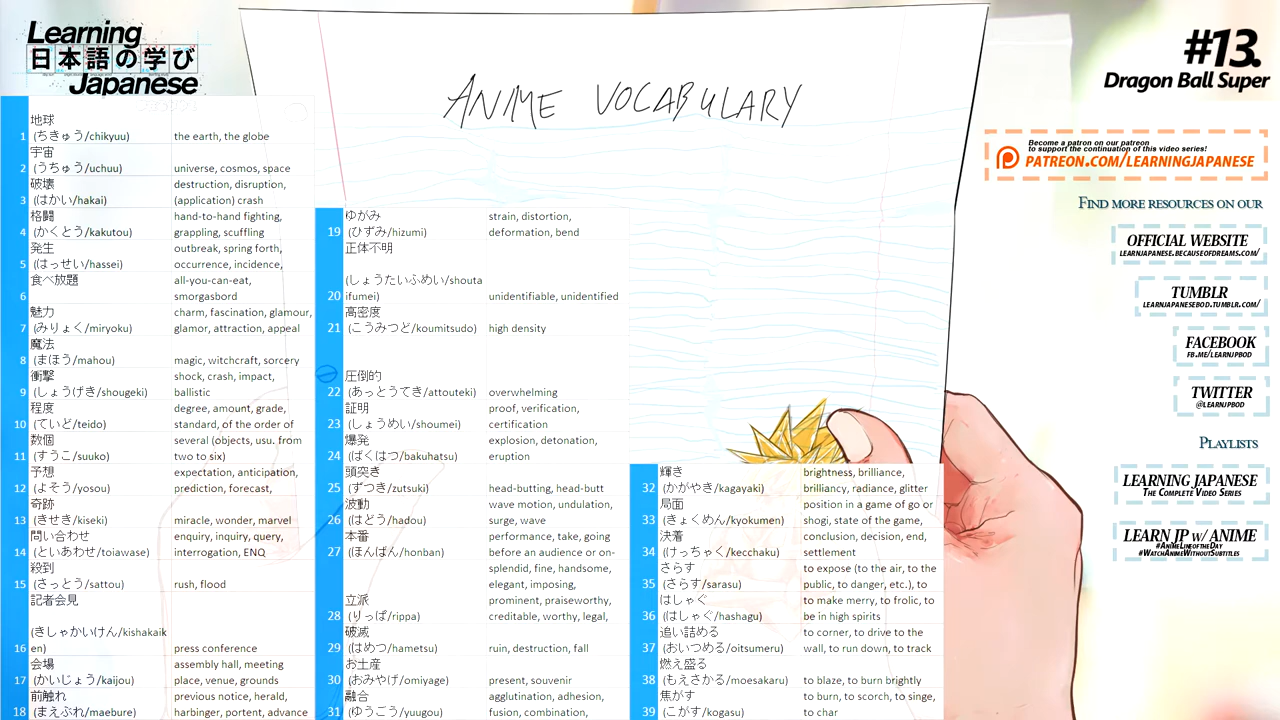 Learning
日本語の学び
Japanese
ANIME VOCABULARY
#13.
Dragon Ball Super
地球
1 (ちきゅう/chikyuu) the earth, the globe
宇宙
2 (うちゅう/uchuu) universe, cosmos, space
破壊 destruction, disruption,
3 (はかい/hakai) (application) crash
格闘 hand-to-hand fighting,
4 (かくとう/kakutou) grappling, scuffling
発生 outbreak, spring forth,
5 (はっせい/hassei) occurrence, incidence,
食べ放題 all-you-can-eat,
6 smorgasbord
魅力 charm, fascination, glamour,
7 (みりょく/miryoku) glamor, attraction, appeal
魔法
8 (まほう/mahou) magic, witchcraft, sorcery
衝撃 shock, crash, impact,
9 (しょうげき/shougeki) ballistic
程度 degree, amount, grade,
10 (ていど/teido) standard, of the order of
数個 several (objects, usu. from
11 (すうこ/suuko) two to six)
予想 expectation, anticipation,
12 (よそう/yosou) prediction, forecast,
奇跡
13 (きせき/kiseki) miracle, wonder, marvel
問い合わせ enquiry, inquiry, query,
14 (といあわせ/toiawase) interrogation, ENQ
殺到
15 (さっとう/sattou) rush, flood
記者会見
(きしゃかいけん/kishakaik
16 en) press conference
会場 assembly hall, meeting
17 (かいじょう/kaijou) place, venue, grounds
前触れ previous notice, herald,
18 (まえぶれ/maebure) harbinger, portent, advance
ゆがみ strain, distortion,
19 (ひずみ/hizumi) deformation, bend
正体不明
(しょうたいふめい/shouta
20 ifumei) unidentifiable, unidentified
高密度
21 (こうみつど/koumitsudo) high density
圧倒的
22 (あっとうてき/attouteki) overwhelming
証明 proof, verification,
23 (しょうめい/shoumei) certification
爆発 explosion, detonation,
24 (ばくはつ/bakuhatsu) eruption
頭突き
25 (ずつき/zutsuki) head-butting, head-butt
波動 wave motion, undulation,
26 (はどう/hadou) surge, wave
本番 performance, take, going
27 (ほんばん/honban) before an audience or on-
splendid, fine, handsome,
elegant, imposing,
立派 prominent, praiseworthy,
28 (りっぱ/rippa) creditable, worthy, legal,
破滅
29 (はめつ/hametsu) ruin, destruction, fall
お土産
30 (おみやげ/omiyage) present, souvenir
融合 agglutination, adhesion,
31 (ゆうごう/yuugou) fusion, combination,
輝き brightness, brilliance,
32 (かがやき/kagayaki) brilliancy, radiance, glitter
局面 position in a game of go or
33 (きょくめん/kyokumen) shogi, state of the game,
決着 conclusion, decision, end,
34 (けっちゃく/kecchaku) settlement
さらす to expose (to the air, to the
35 (さらす/sarasu) public, to danger, etc.), to
はしゃぐ to make merry, to frolic, to
36 (はしゃぐ/hashagu) be in high spirits
追い詰める to corner, to drive to the
37 (おいつめる/oitsumeru) wall, to run down, to track
燃え盛る
38 (もえさかる/moesakaru) to blaze, to burn brightly
焦がす to burn, to scorch, to singe,
39 (こがす/kogasu) to char
Become a patron on our patreon
to support the continuation of this video series!
PATREON.COM/LEARNINGJAPANESE
FIND MORE RESOURCES ON OUR
OFFICIAL WEBSITE
LEARNJAPANESE.BECAUSEOFDREAMS.COM/
TUMBLR
LEARNJAPANESEBOD.TUMBLR.COM/
FACEBOOK
FB.ME/LEARNJPBOD
TWITTER
@LEARNJPBOD
PLAYLISTS
LEARNING JAPANESE
THE COMPLETE VIDEO SERIES
LEARN JP W/ ANIME
#ANIMELINEOFTHEDAY
#WATCHANIMEWITHOUTSUBTITLES